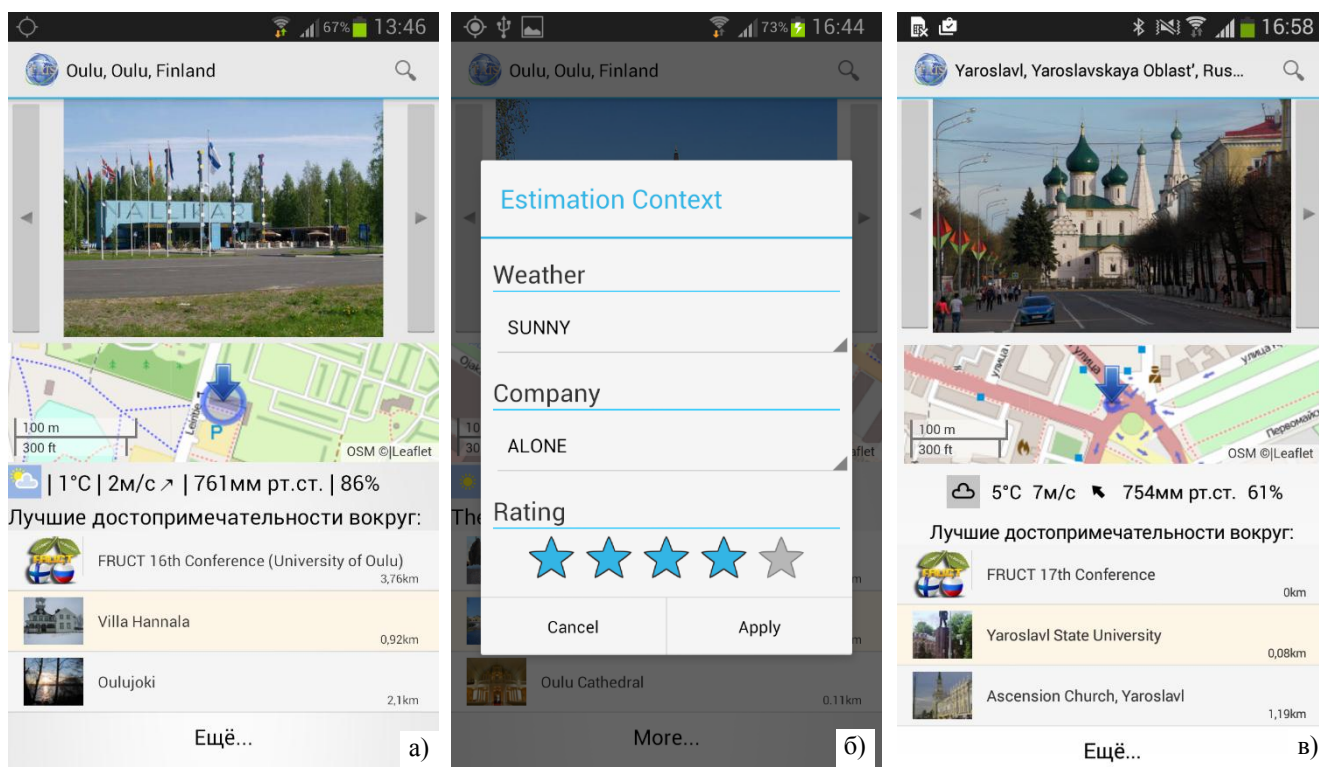 67% 13:46
Oulu, Oulu, Finland
NALLIKARI
100 m
300 ft
P
OSM ©|Leaflet
| 1°C | 2м/с ↗ | 761мм рт.ст. | 86%
Лучшие достопримечательности вокруг:
FRUCT 16th Conference (University of Oulu)
3,76km
Villa Hannala
0,92km
Oulujoki
2,1km
Ещё...
а)
73% 16:44
Oulu, Oulu, Finland
Estimation Context
Weather
SUNNY
Company
ALONE
Rating
Cancel
Apply
Oulu Cathedral
0.11km
More...
б)
16:58
Yaroslavl, Yaroslavskaya Oblast', Rus...
улица
улица
Первомайс
100 m
300 ft
OSM ©|Leaflet
5°C 7м/с 754мм рт.ст. 61%
Лучшие достопримечательности вокруг:
FRUCT 17th Conference
0km
Yaroslavl State University
0,08km
Ascension Church, Yaroslavl
1,19km
Ещё...
в)